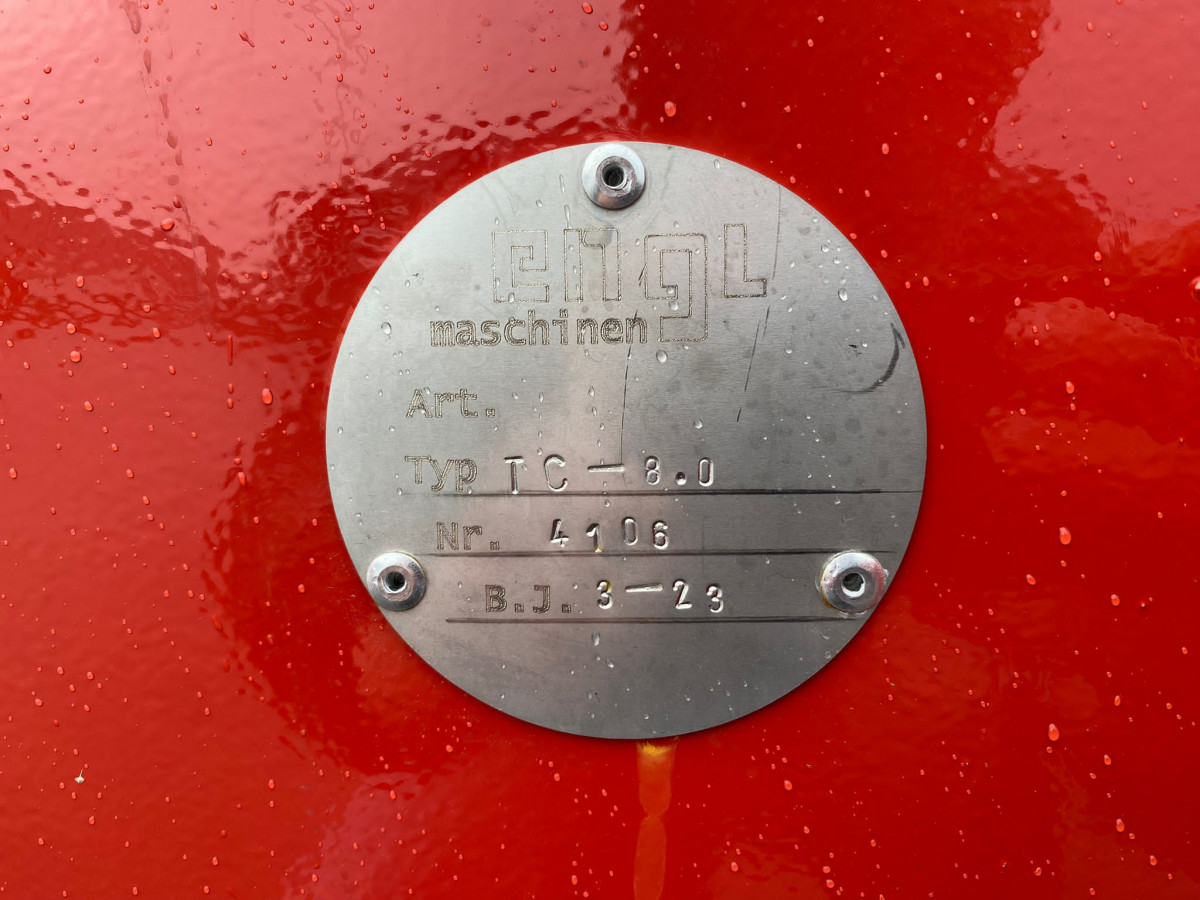 engl
maschinen
Art.
Typ TC-8.0
Nr. 4106
B.J. 3-23